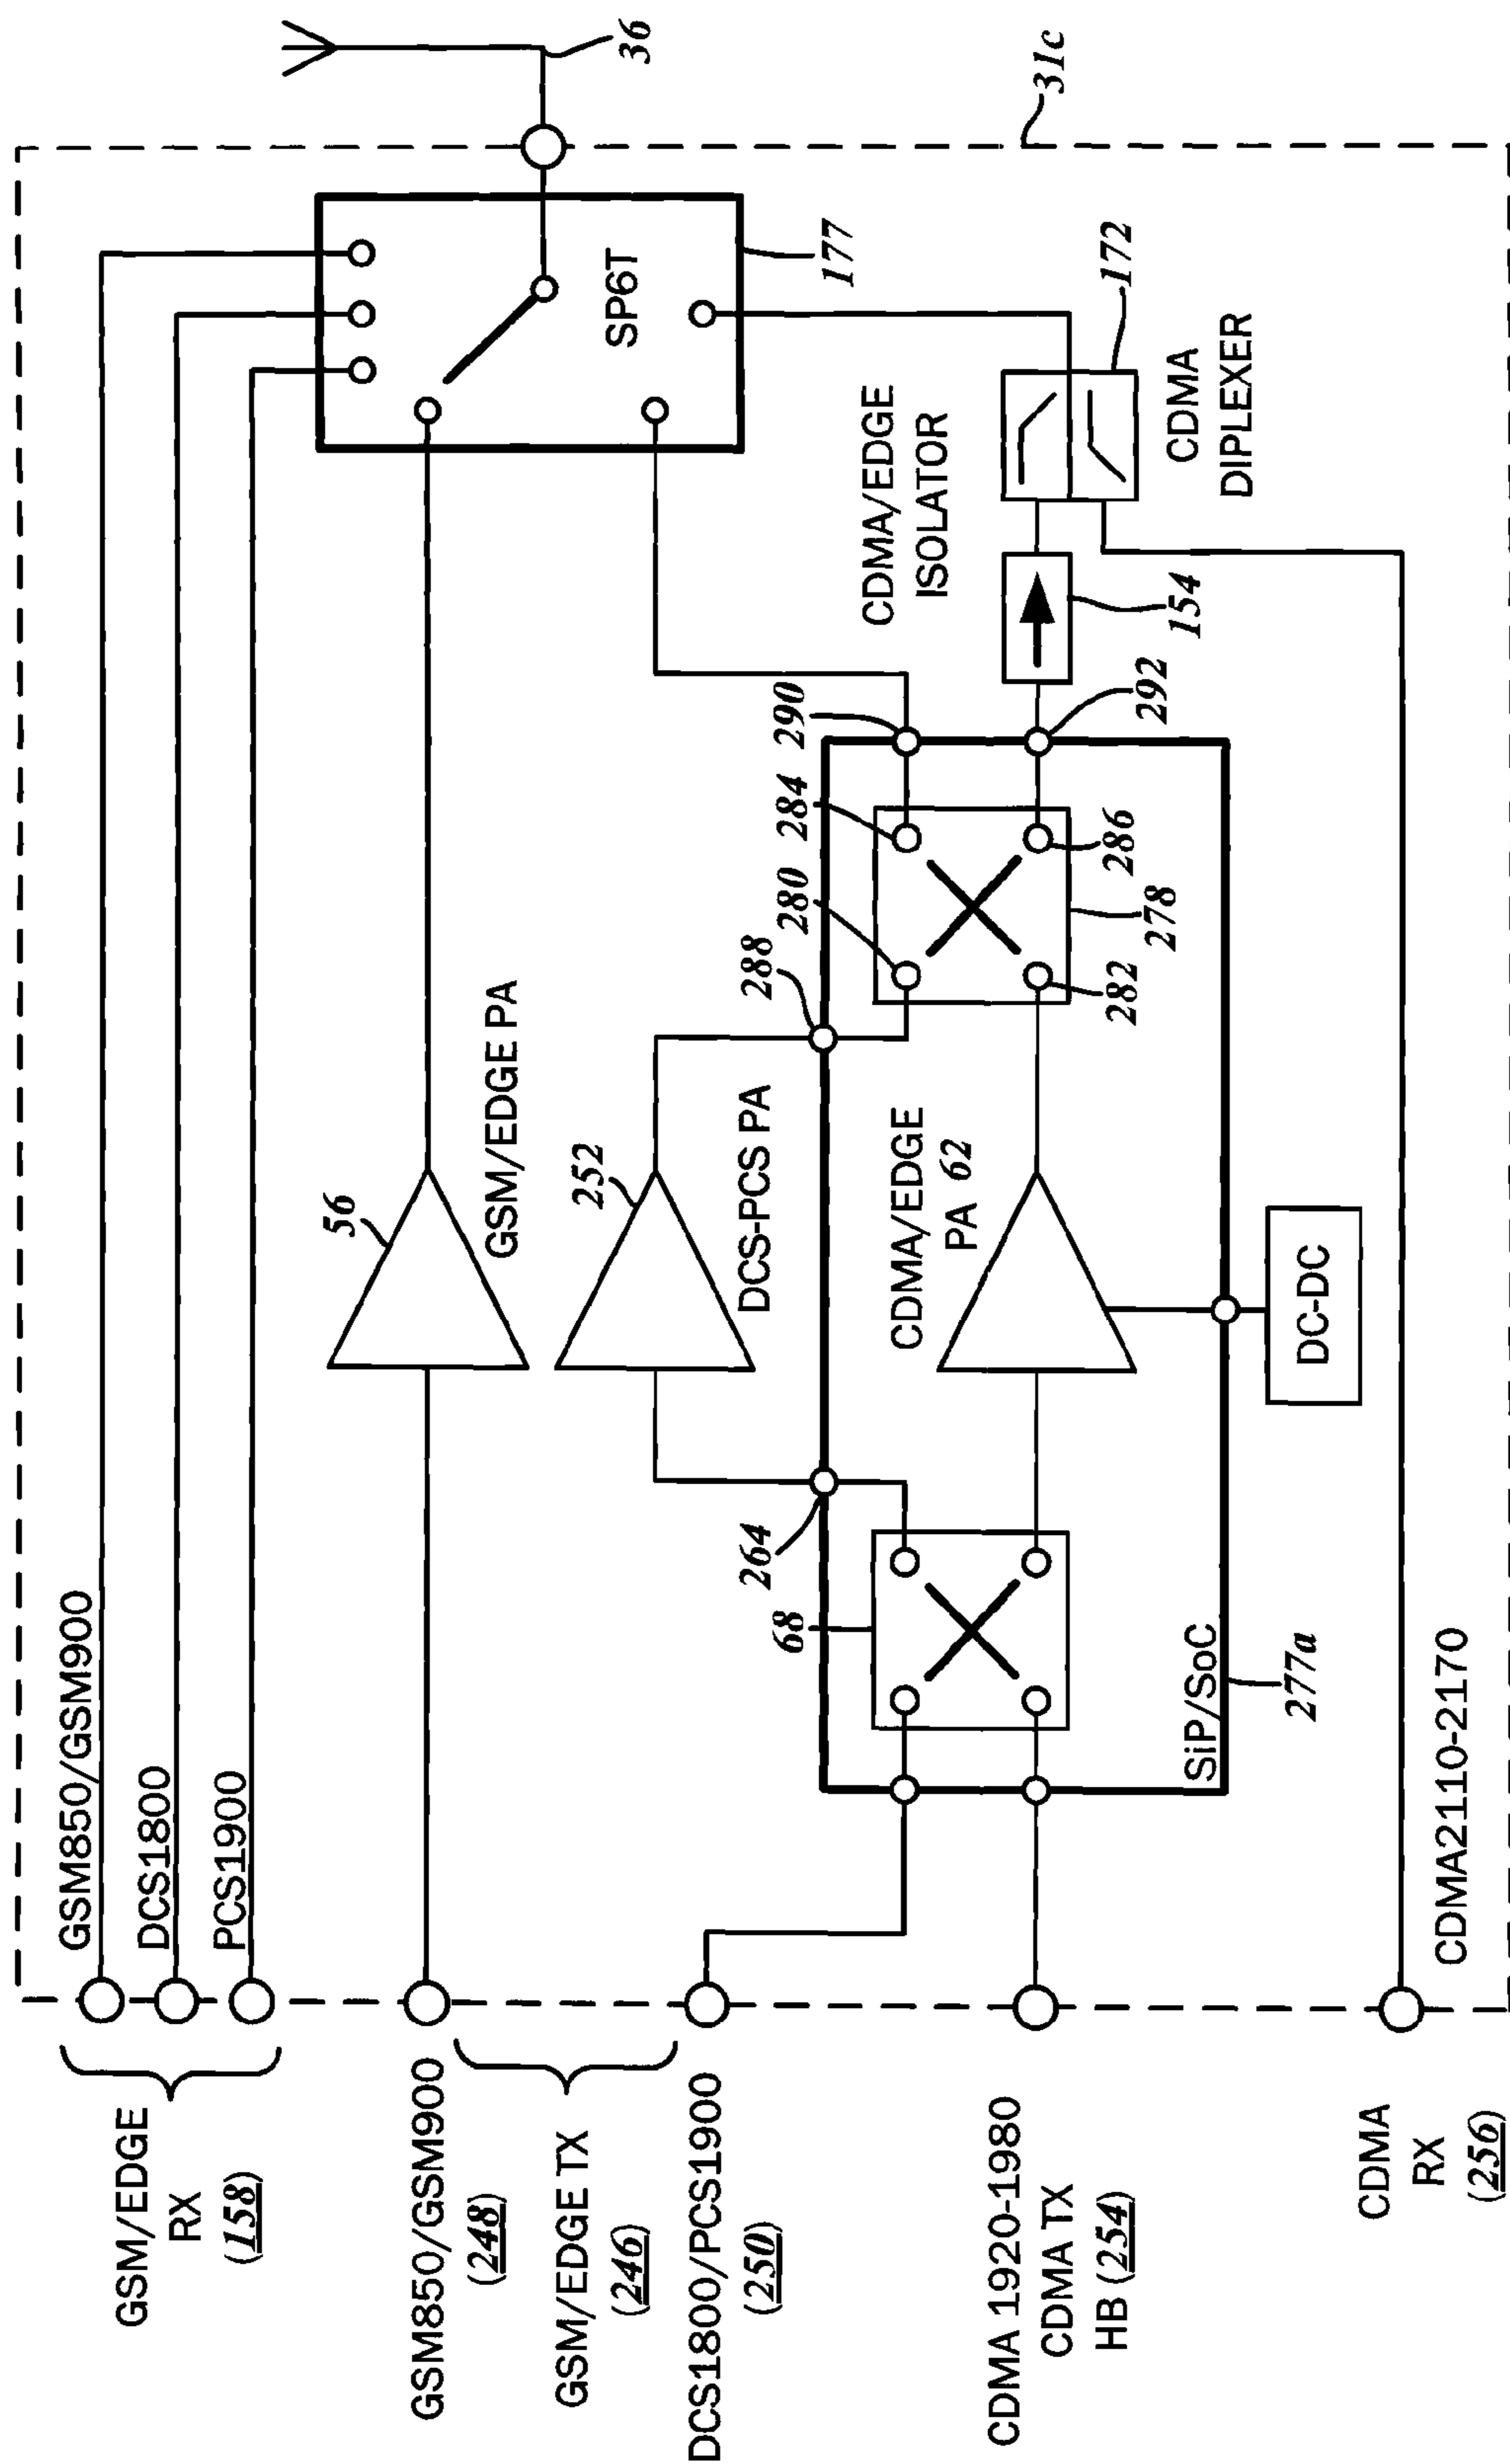 GSM/EDGE
RX
(158)
GSM850/GSM900
DCS1800
PCS1900
36
31c
SP6T
177
GSM850/GSM900
(248)
GSM/EDGE TX
(246)
DCS1800/PCS1900
(250)
56
GSM/EDGE PA
252
DCS-PCS PA
CDMA/EDGE
ISOLATOR
154
172
CDMA
DIPLEXER
264
288
68
280
284
290
292
CDMA/EDGE
PA 62
282
286
278
CDMA 1920-1980
CDMA TX
HB (254)
SiP/SoC
277a
DC-DC
CDMA
RX
(256)
CDMA2110-2170